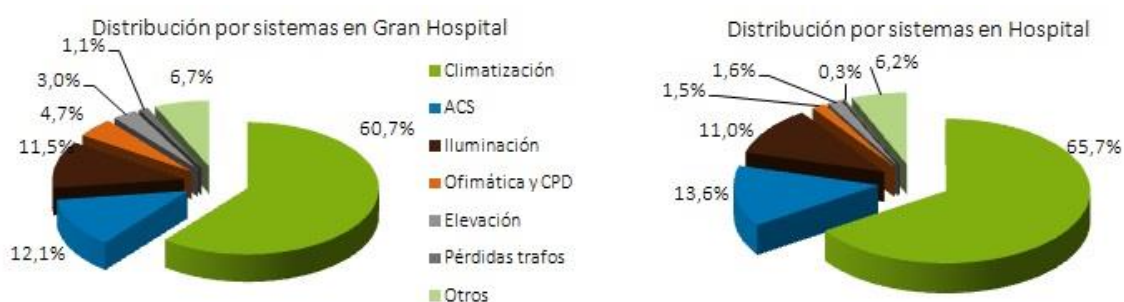 Distribución por sistemas en Gran Hospital
1,1%
3,0%
6,7%
4,7%
11,5%
60,7%
12,1%
Climatización
ACS
Iluminación
Ofimática y CPD
Elevación
Pérdidas trafos
Otros
Distribución por sistemas en Hospital
1,6%
0,3%
6,2%
1,5%
11,0%
65,7%
13,6%